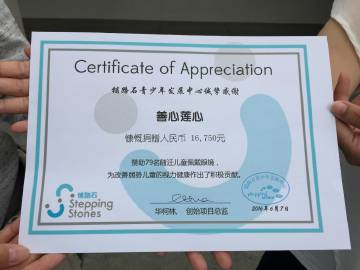 Certificate of Appreciation
铺路石青少年发展中心诚挚感谢
善心莲心
慷慨捐赠人民币 16,750元
赞助79名随迁儿童佩戴眼镜，
为改善弱势儿童的视力健康作出了积极贡献。
铺路石
Stepping
Stones
华柯林 创始项目总监
2016年6月7日